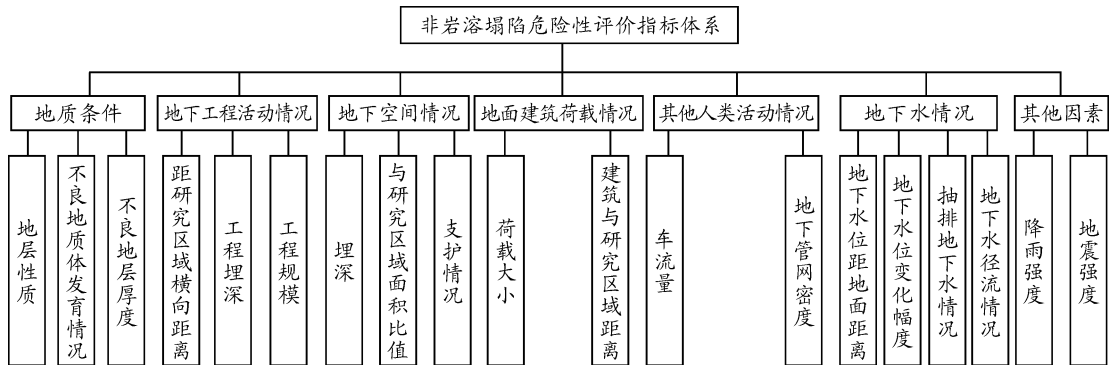 非岩溶塌陷危险性评价指标体系
地质条件
地下工程活动情况
地下空间情况
地面建筑荷载情况
其他人类活动情况
地下水情况
其他因素
地层性质
不良地质体发育情况
不良地层厚度
距研究区域横向距离
工程埋深
工程规模
埋深
与研究区域面积比值
支护情况
荷载大小
建筑与研究区域距离
车流量
地下管网密度
地下水位距地面距离
地下水位变化幅度
抽排地下水情况
地下水径流情况
降雨强度
地震强度